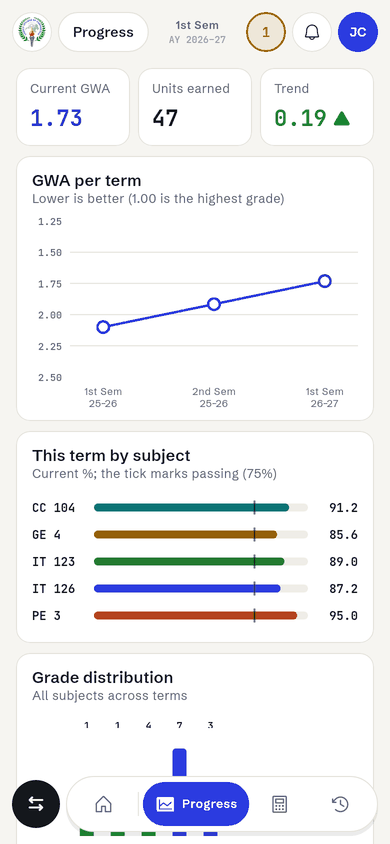 Progress
1st Sem
AY 2026-27
1
JC
Current GWA
1.73
Units earned
47
Trend
0.19
GWA per term
Lower is better (1.00 is the highest grade)
1.25
1.50
1.75
2.00
2.25
2.50
1st Sem 2nd Sem 1st Sem
25-26 25-26 26-27
This term by subject
Current %; the tick marks passing (75%)
CC 104 91.2
GE 4 85.6
IT 123 89.0
IT 126 87.2
PE 3 95.0
Grade distribution
All subjects across terms
1 1 4 7 3
Progress